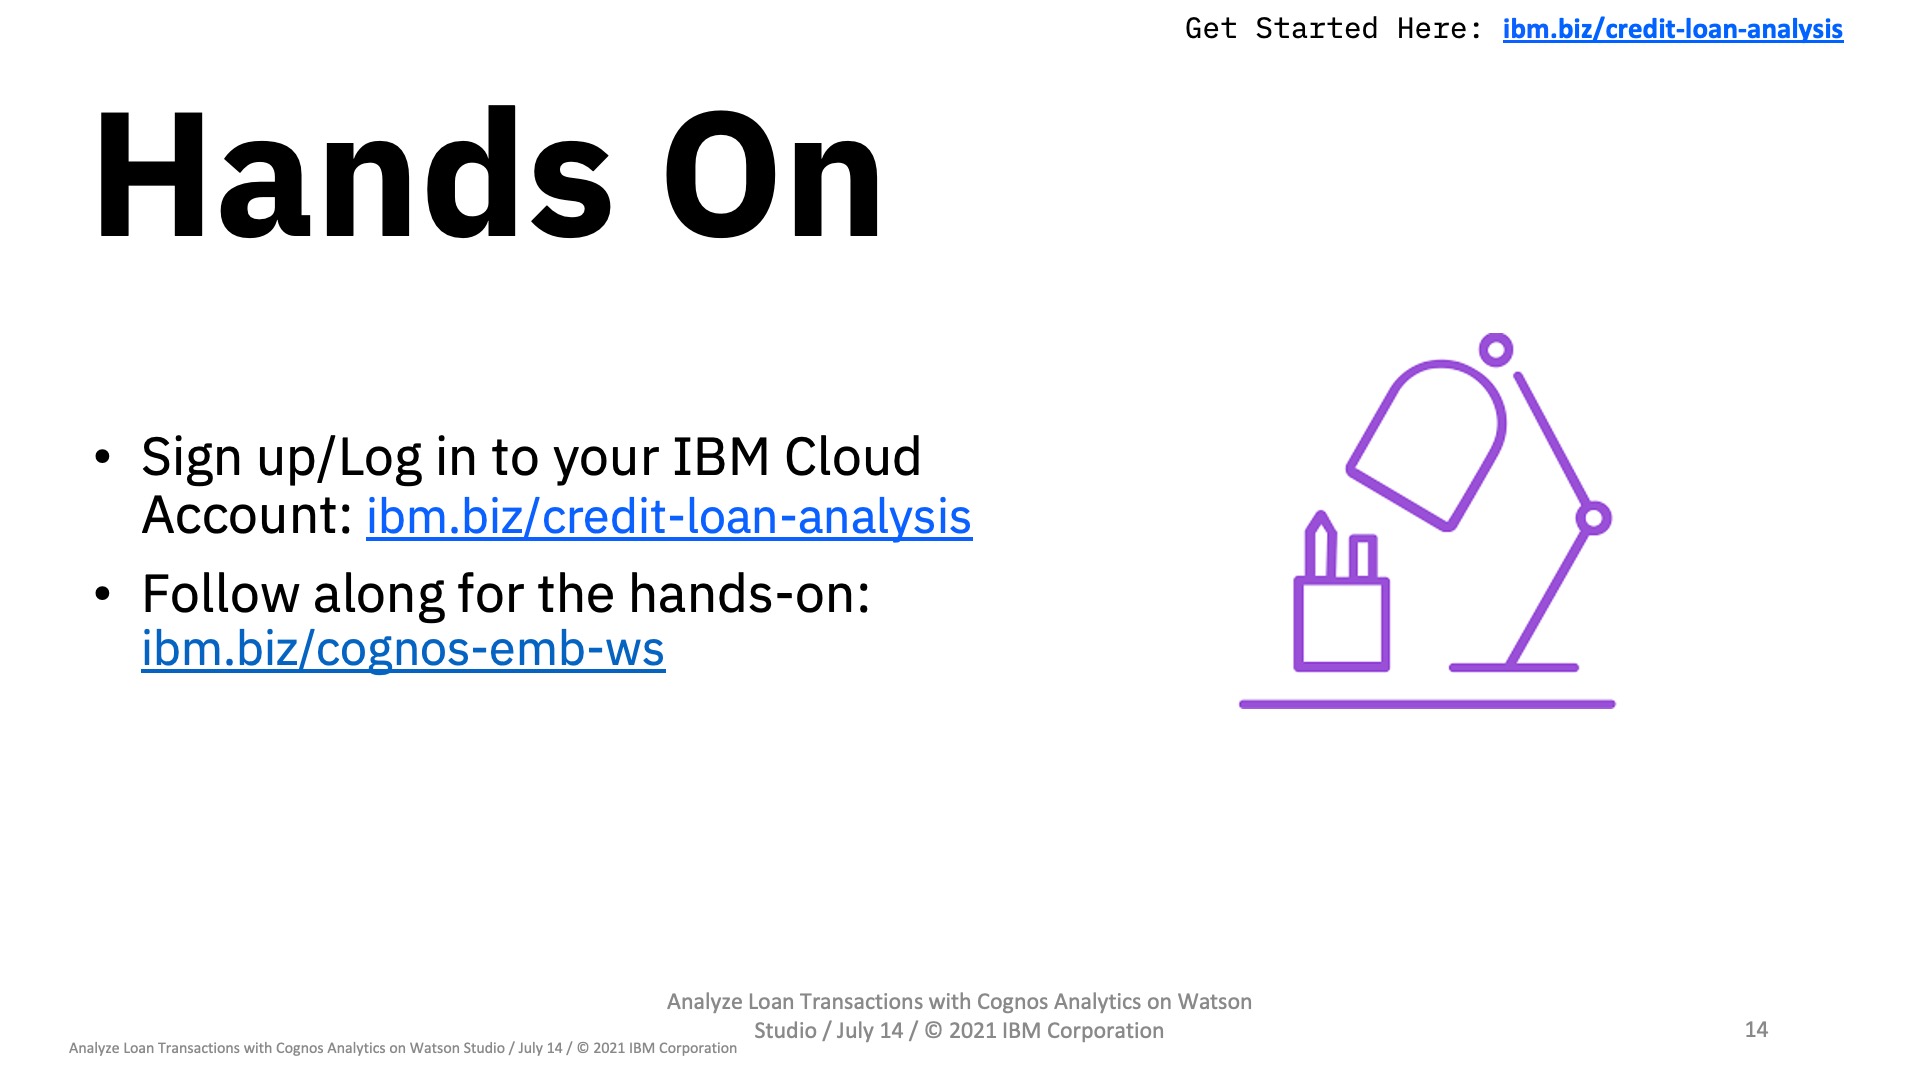 Get Started Here: ibm.biz/credit-loan-analysis
Hands On
• Sign up/Log in to your IBM Cloud
Account: ibm.biz/credit-loan-analysis
• Follow along for the hands-on:
ibm.biz/cognos-emb-ws
Analyze Loan Transactions with Cognos Analytics on Watson
Studio / July 14 / © 2021 IBM Corporation
14
Analyze Loan Transactions with Cognos Analytics on Watson Studio / July 14 / © 2021 IBM Corporation